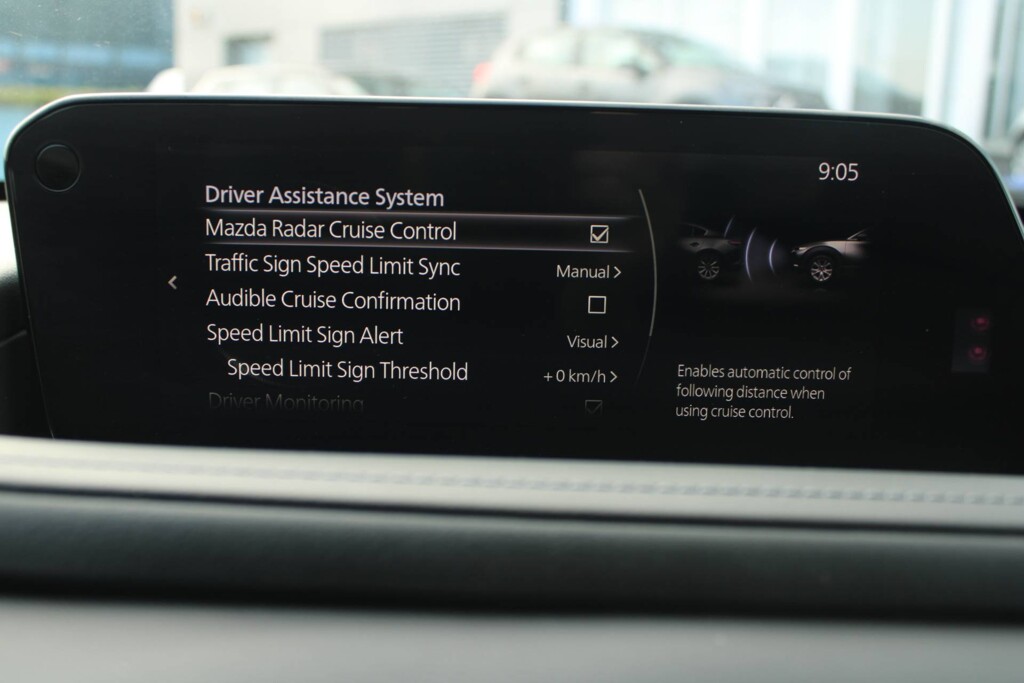 9:05
Driver Assistance System
Mazda Radar Cruise Control
Traffic Sign Speed Limit Sync Manual >
Audible Cruise Confirmation
Speed Limit Sign Alert Visual >
Speed Limit Sign Threshold +0 km/h >
Driver Monitoring
Enables automatic control of
following distance when
using cruise control.